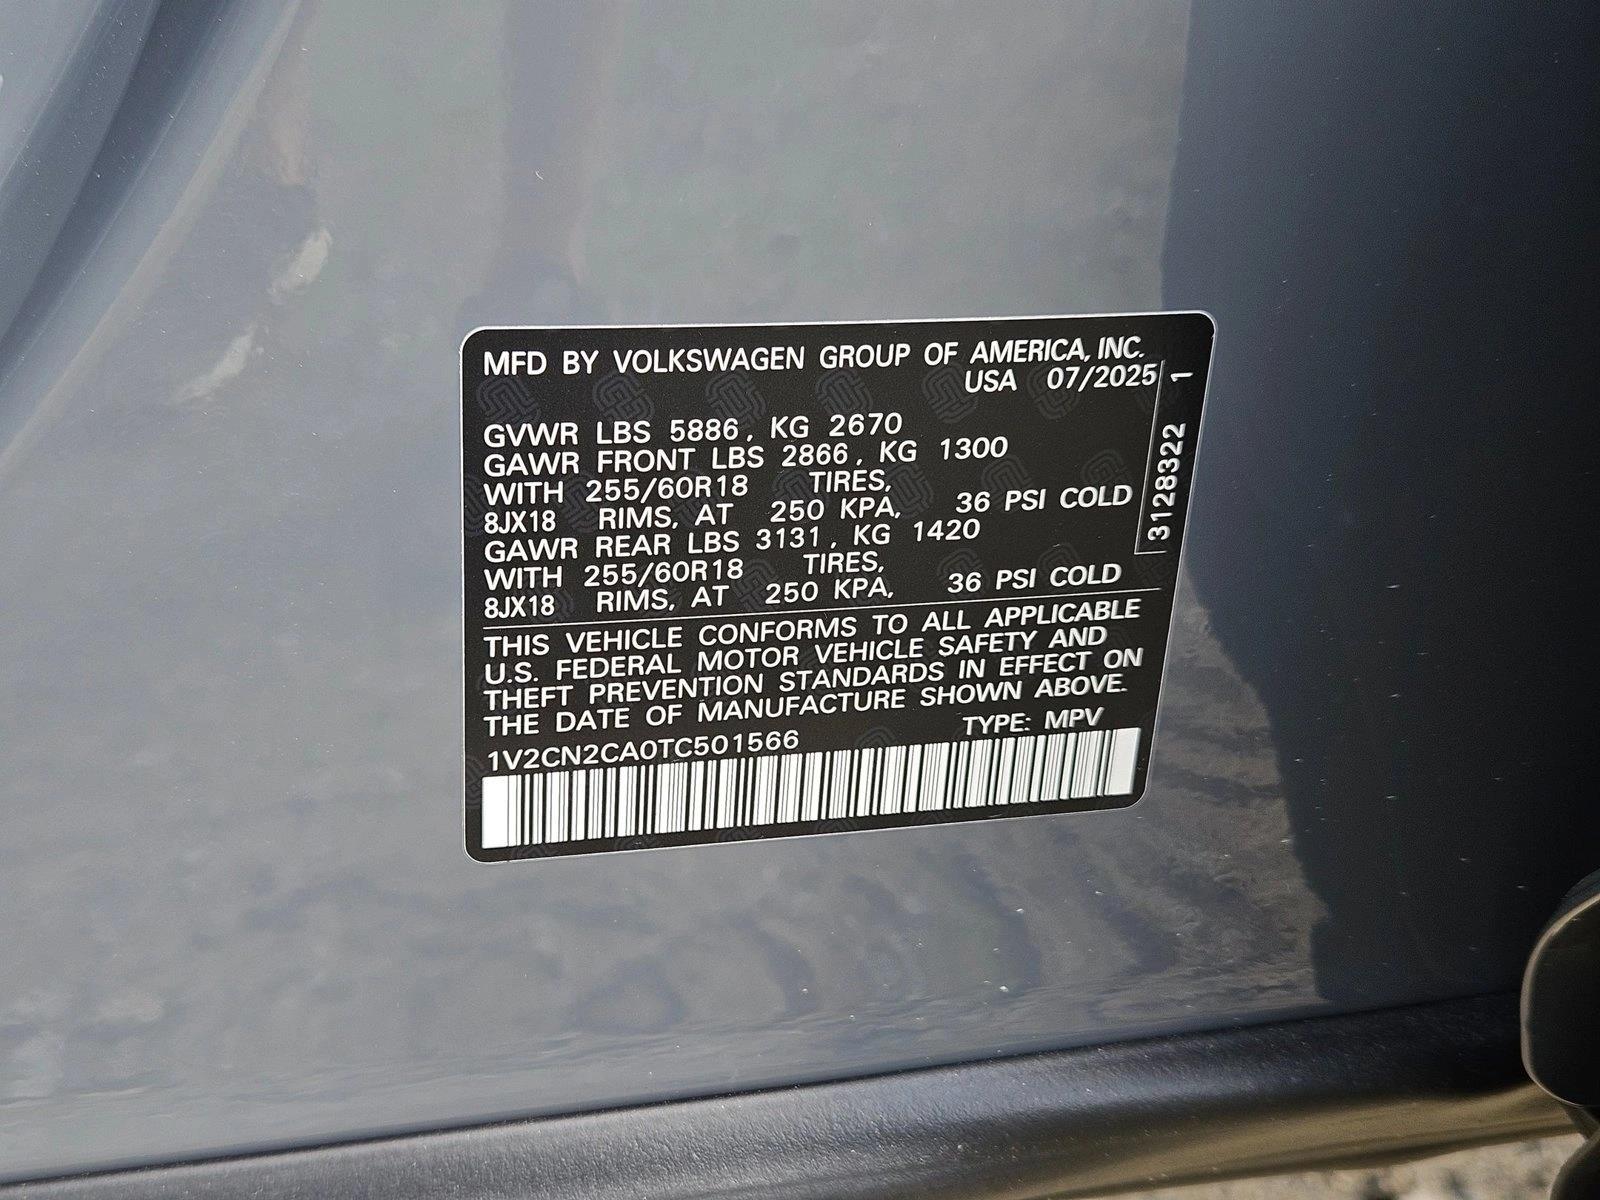 MFD BY VOLKSWAGEN GROUP OF AMERICA, INC.
USA 07/2025
GVWR LBS 5886, KG 2670
GAWR FRONT LBS 2866, KG 1300
WITH 255/60R18 TIRES,
8JX18 RIMS, AT 250 KPA, 36 PSI COLD
GAWR REAR LBS 3131, KG 1420
WITH 255/60R18 TIRES,
8JX18 RIMS, AT 250 KPA, 36 PSI COLD
3128322 1
THIS VEHICLE CONFORMS TO ALL APPLICABLE
U.S. FEDERAL MOTOR VEHICLE SAFETY AND
THEFT PREVENTION STANDARDS IN EFFECT ON
THE DATE OF MANUFACTURE SHOWN ABOVE.
TYPE: MPV
1V2CN2CA0TC501566